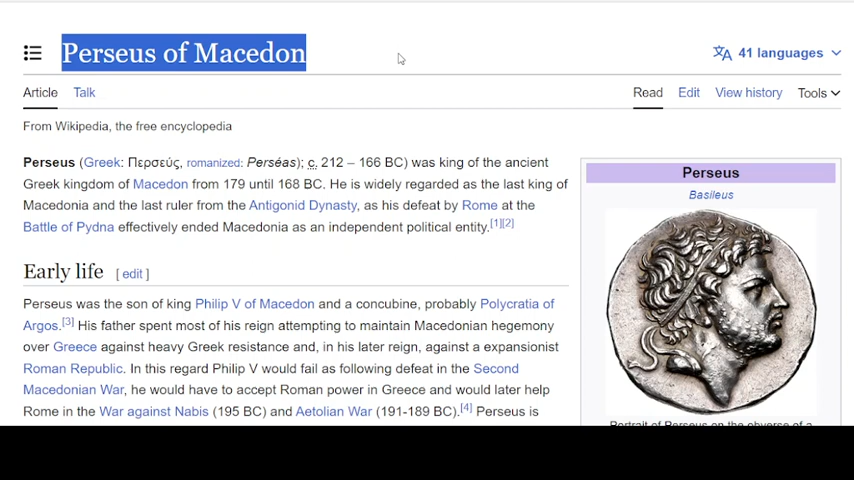 Perseus of Macedon
41 languages
Article Talk
Read Edit View history Tools
From Wikipedia, the free encyclopedia
Perseus (Greek: Περσεύς, romanized: Perséas); c. 212 – 166 BC) was king of the ancient
Greek kingdom of Macedon from 179 until 168 BC. He is widely regarded as the last king of
Macedonia and the last ruler from the Antigonid Dynasty, as his defeat by Rome at the
Battle of Pydna effectively ended Macedonia as an independent political entity.[1][2]
Early life [ edit ]
Perseus was the son of king Philip V of Macedon and a concubine, probably Polycratia of
Argos.[3] His father spent most of his reign attempting to maintain Macedonian hegemony
over Greece against heavy Greek resistance and, in his later reign, against a expansionist
Roman Republic. In this regard Philip V would fail as following defeat in the Second
Macedonian War, he would have to accept Roman power in Greece and would later help
Rome in the War against Nabis (195 BC) and Aetolian War (191-189 BC).[4] Perseus is
Perseus
Basileus
Portrait of Perseus on the obverse of a